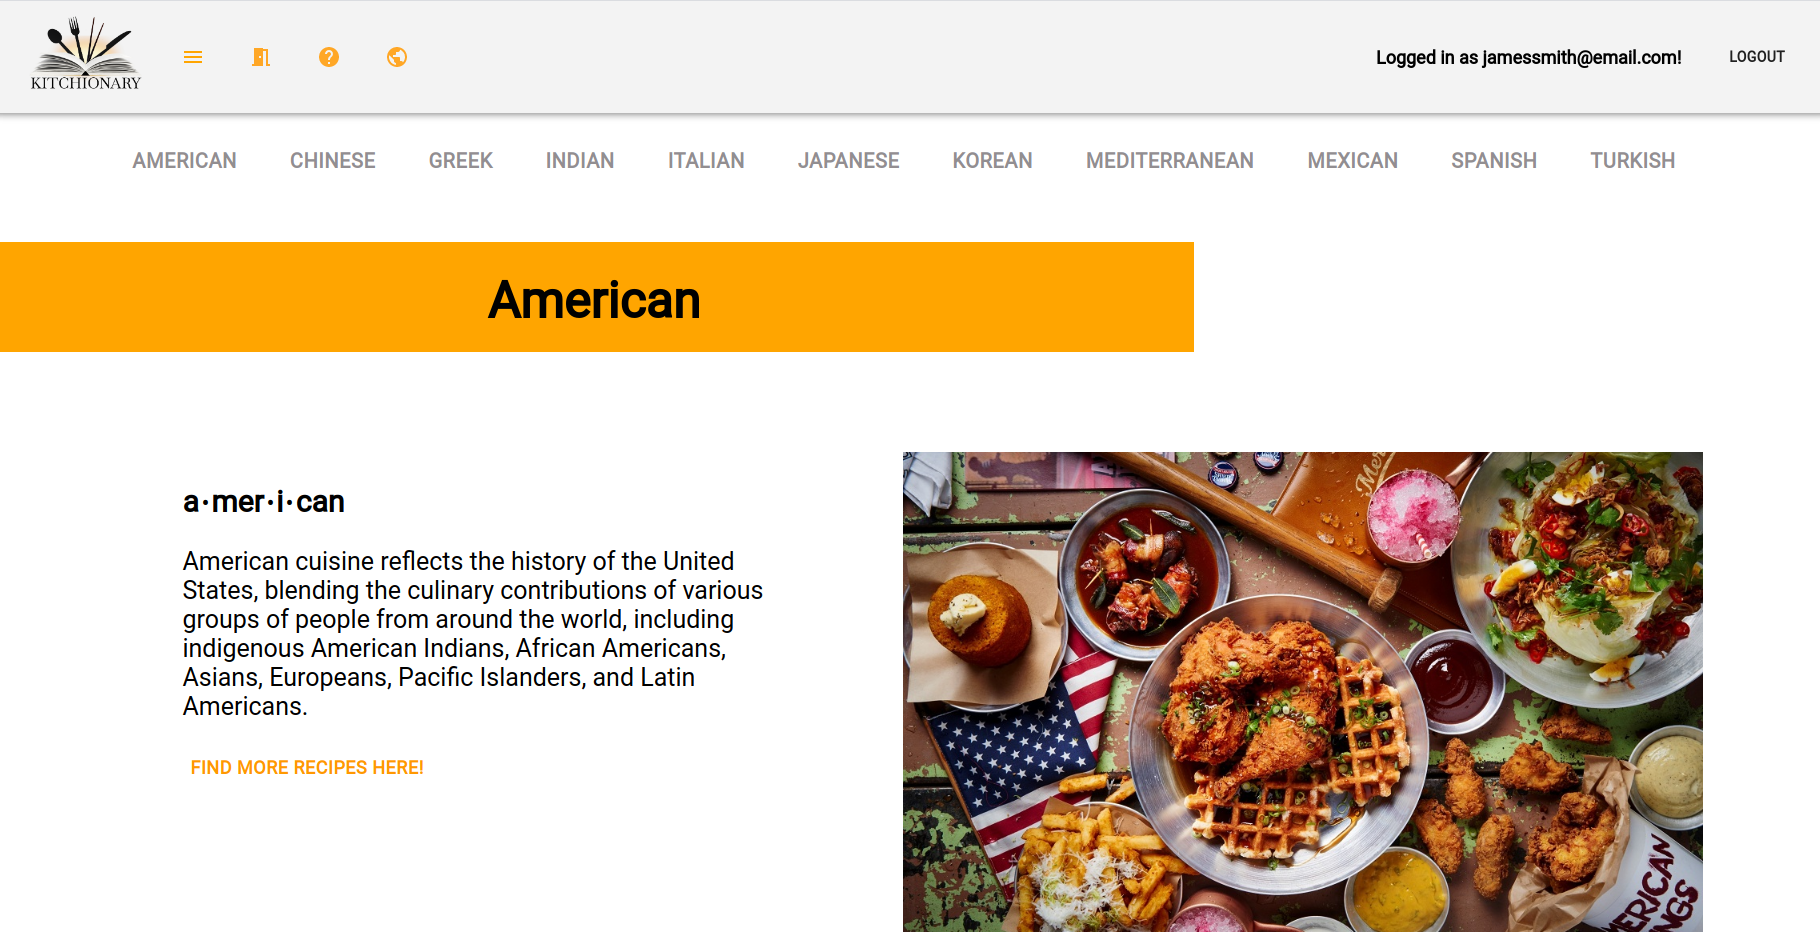 KITCHIONARY
Logged in as jamessmith@email.com!
LOGOUT
AMERICAN CHINESE GREEK INDIAN ITALIAN JAPANESE KOREAN MEDITERRANEAN MEXICAN SPANISH TURKISH
American
a·mer·i·can
American cuisine reflects the history of the United
States, blending the culinary contributions of various
groups of people from around the world, including
indigenous American Indians, African Americans,
Asians, Europeans, Pacific Islanders, and Latin
Americans.
FIND MORE RECIPES HERE!